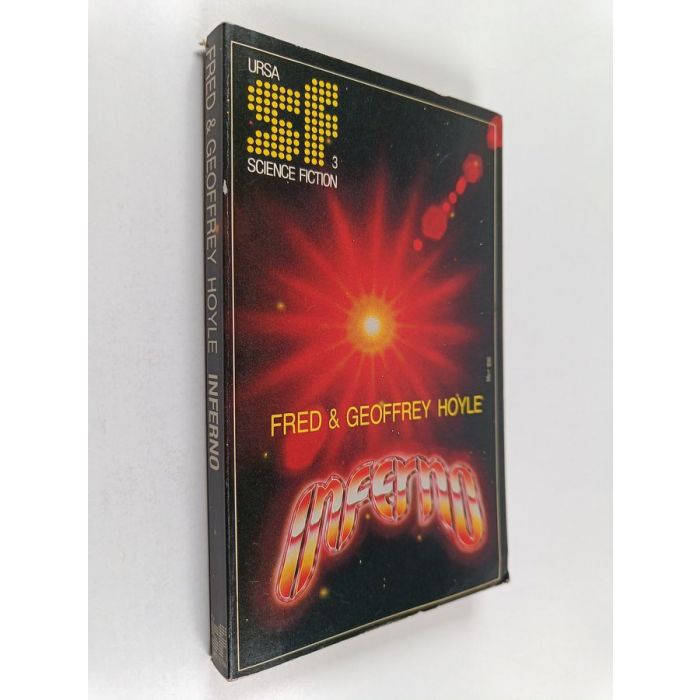 URSA
sf
3
SCIENCE FICTION
FRED & GEOFFREY HOYLE
INFERNO
FRED & GEOFFREY HOYLE INFERNO